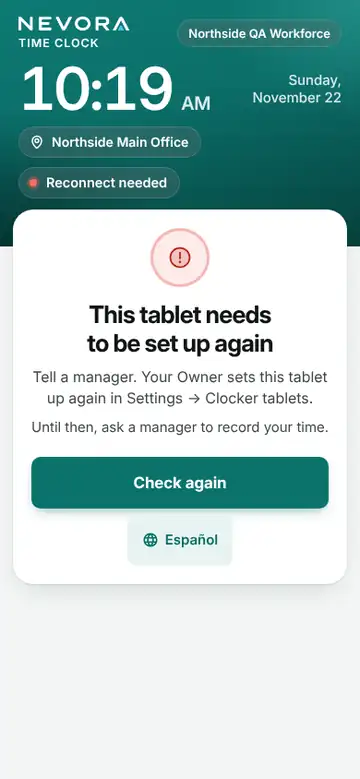 NEVORA
TIME CLOCK
Northside QA Workforce
10:19 AM
Sunday,
November 22
Northside Main Office
Reconnect needed
This tablet needs
to be set up again
Tell a manager. Your Owner sets this tablet
up again in Settings → Clocker tablets.
Until then, ask a manager to record your time.
Check again
Español